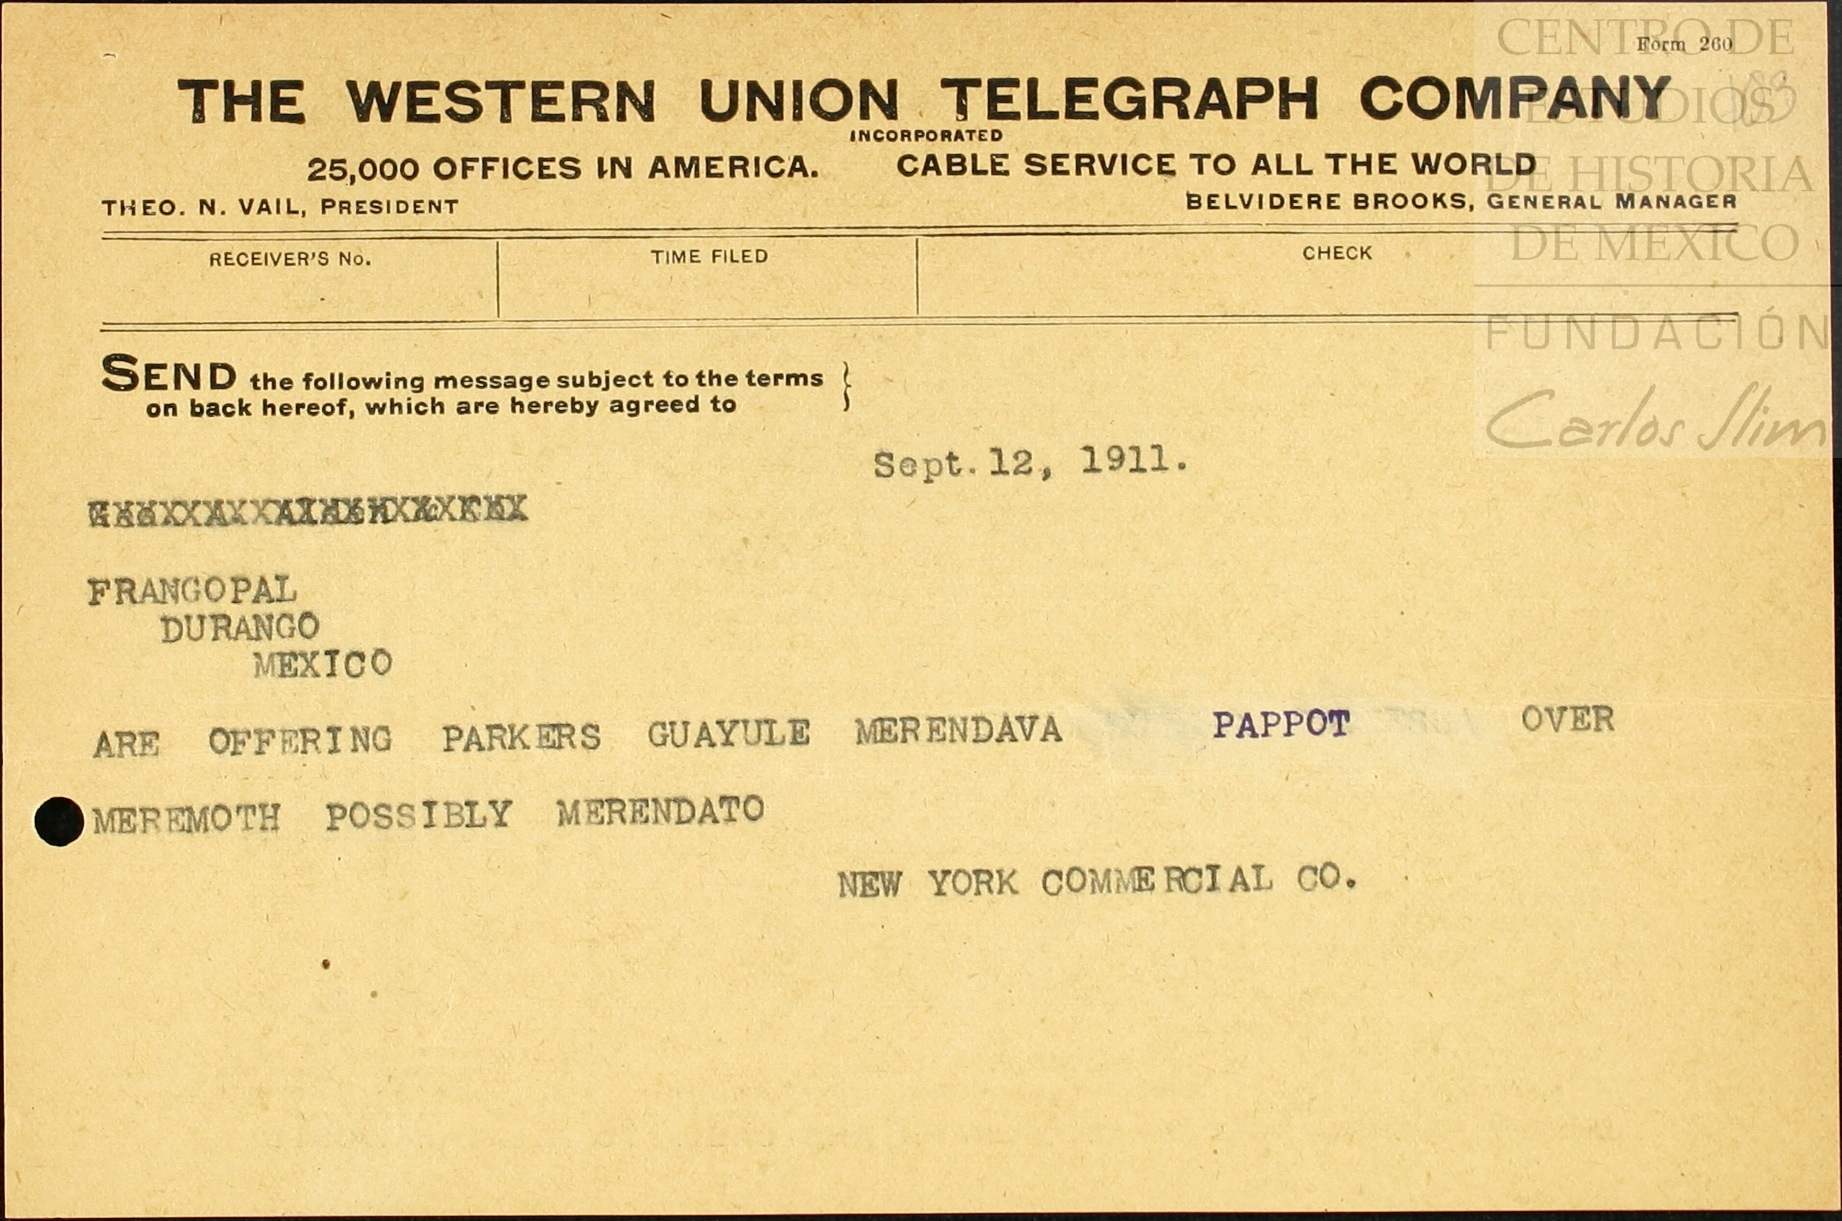 Form 260
THE WESTERN UNION TELEGRAPH COMPANY
INCORPORATED
25,000 OFFICES IN AMERICA. CABLE SERVICE TO ALL THE WORLD
THEO. N. VAIL, PRESIDENT BELVIDERE BROOKS, GENERAL MANAGER
RECEIVER'S No. TIME FILED CHECK
SEND the following message subject to the terms
on back hereof, which are hereby agreed to
Sept. 12, 1911.
FRANGOPAL
DURANGO
MEXICO
ARE OFFERING PARKERS GUAYULE MERENDAVA PAPPOT OVER
MEREMOTH POSSIBLY MERENDATO
NEW YORK COMMERCIAL CO.
CENTRO DE
ESTUDIOS
DE HISTORIA
DE MEXICO
FUNDACIÓN
Carlos Slim